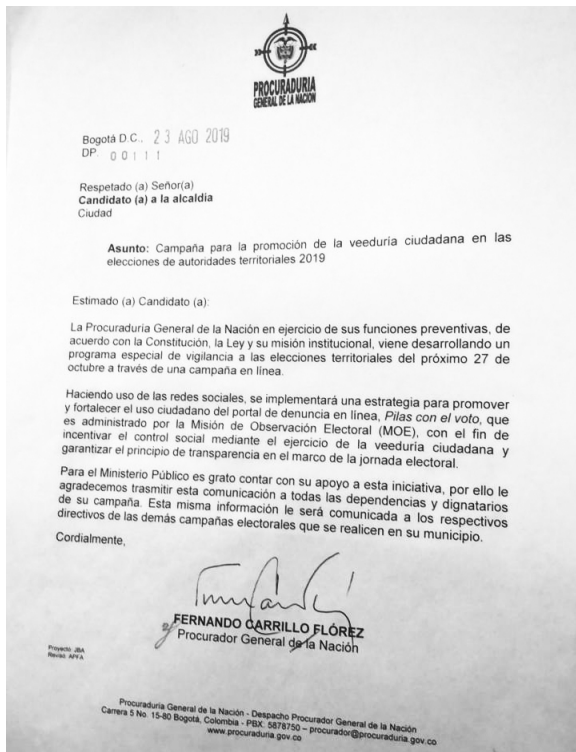 PROCURADURIA
GENERAL DE LA NACION
Bogotá D.C., 23 AGO 2019
DP. 00111
Respetado (a) Señor(a)
Candidato (a) a la alcaldia
Ciudad
Asunto: Campaña para la promoción de la veeduría ciudadana en las
elecciones de autoridades territoriales 2019
Estimado (a) Candidato (a):
La Procuraduría General de la Nación en ejercicio de sus funciones preventivas, de
acuerdo con la Constitución, la Ley y su misión institucional, viene desarrollando un
programa especial de vigilancia a las elecciones territoriales del próximo 27 de
octubre a través de una campaña en línea.
Haciendo uso de las redes sociales, se implementará una estrategia para promover
y fortalecer el uso ciudadano del portal de denuncia en línea, Pilas con el voto, que
es administrado por la Misión de Observación Electoral (MOE), con el fin de
incentivar el control social mediante el ejercicio de la veeduría ciudadana y
garantizar el principio de transparencia en el marco de la jornada electoral.
Para el Ministerio Público es grato contar con su apoyo a esta iniciativa, por ello le
agradecemos trasmitir esta comunicación a todas las dependencias y dignatarios
de su campaña. Esta misma información le será comunicada a los respectivos
directivos de las demás campañas electorales que se realicen en su municipio.
Cordialmente,
FERNANDO CARRILLO FLÓREZ
Procurador General de la Nación
Proyectó: JBA
Revisó: APFA
Procuraduría General de la Nación - Despacho Procurador General de la Nación
Carrera 5 No. 15-80 Bogotá, Colombia - PBX: 5878750 – procurador@procuraduria.gov.co
www.procuraduria.gov.co